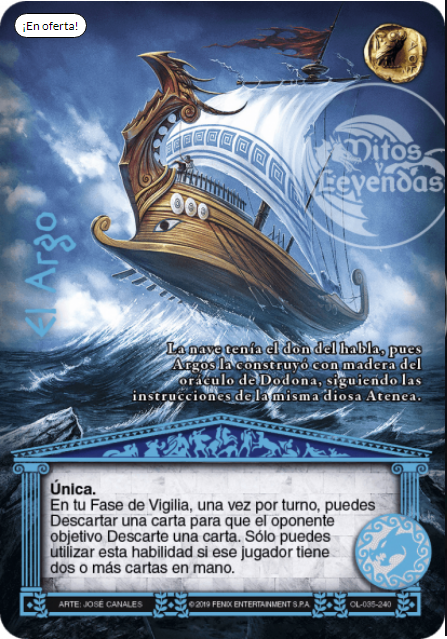 ¡En oferta!
Mitos y
Leyendas
El Argo
La nave tenía el don del habla, pues
Argos la construyó con madera del
oráculo de Dodona, siguiendo las
instrucciones de la misma diosa Atenea.
Única.
En tu Fase de Vigilia, una vez por turno, puedes
Descartar una carta para que el oponente
objetivo Descarte una carta. Sólo puedes
utilizar esta habilidad si ese jugador tiene
dos o más cartas en mano.
ARTE: JOSÉ CANALES
©2019 FENIX ENTERTAINMENT S.P.A.
OL-035-240